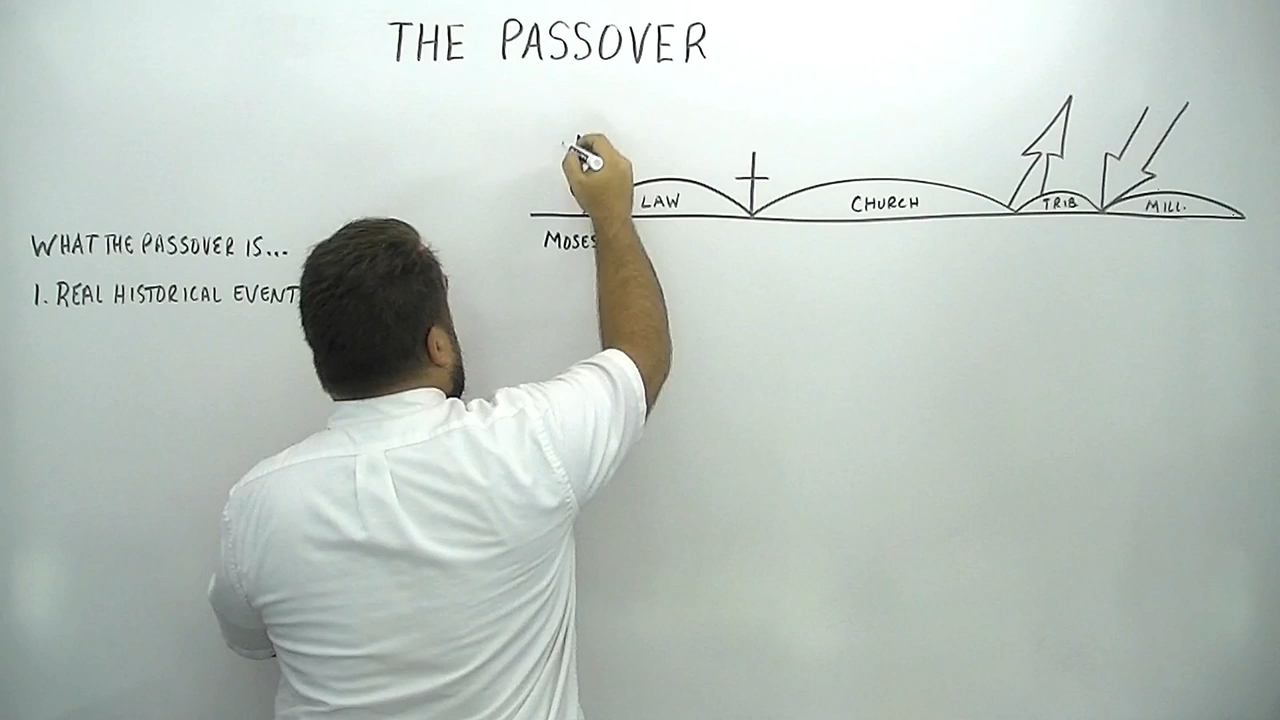 THE PASSOVER
LAW
CHURCH
TRIB
MILL.
MOSES
WHAT THE PASSOVER IS...
1. REAL HISTORICAL EVENT